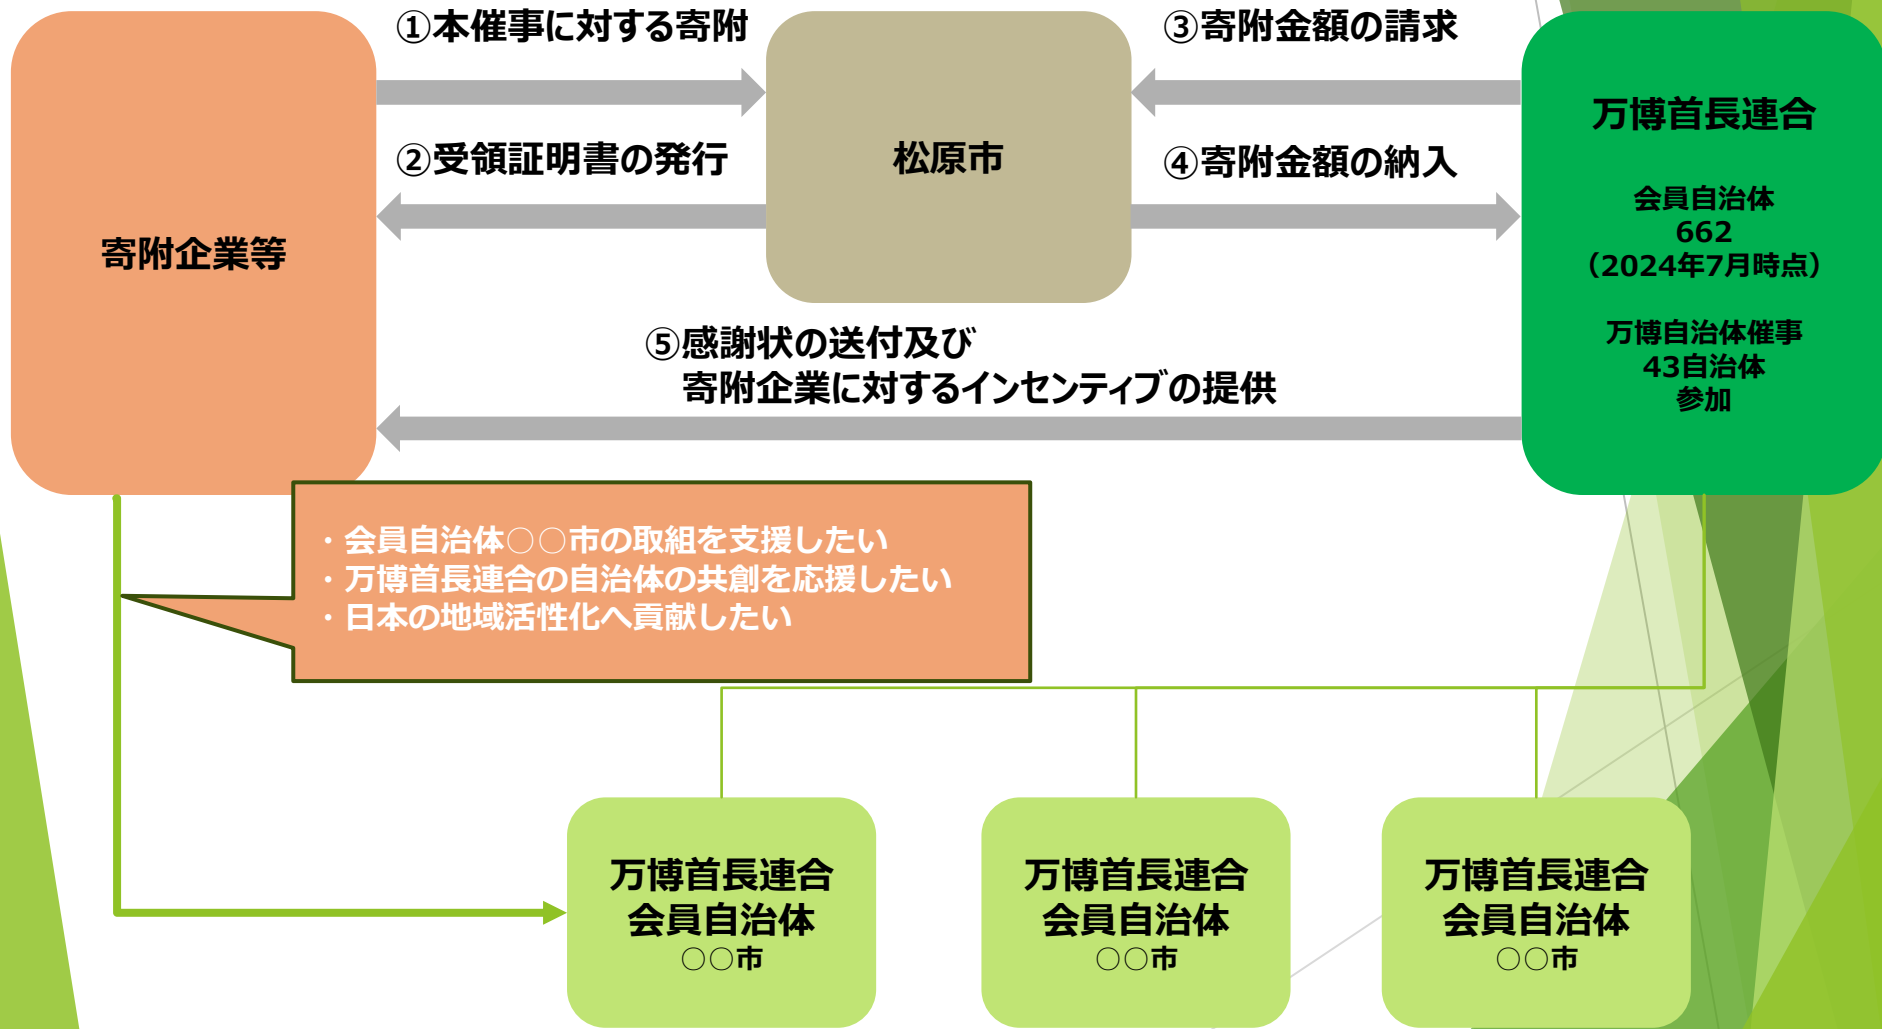 ①本催事に対する寄附
③寄附金額の請求
②受領証明書の発行
④寄附金額の納入
寄附企業等
松原市
万博首長連合
会員自治体
662
（2024年7月時点）
万博自治体催事
43自治体
参加
⑤感謝状の送付及び
寄附企業に対するインセンティブの提供
・会員自治体○○市の取組を支援したい
・万博首長連合の自治体の共創を応援したい
・日本の地域活性化へ貢献したい
万博首長連合
会員自治体
○○市
万博首長連合
会員自治体
○○市
万博首長連合
会員自治体
○○市